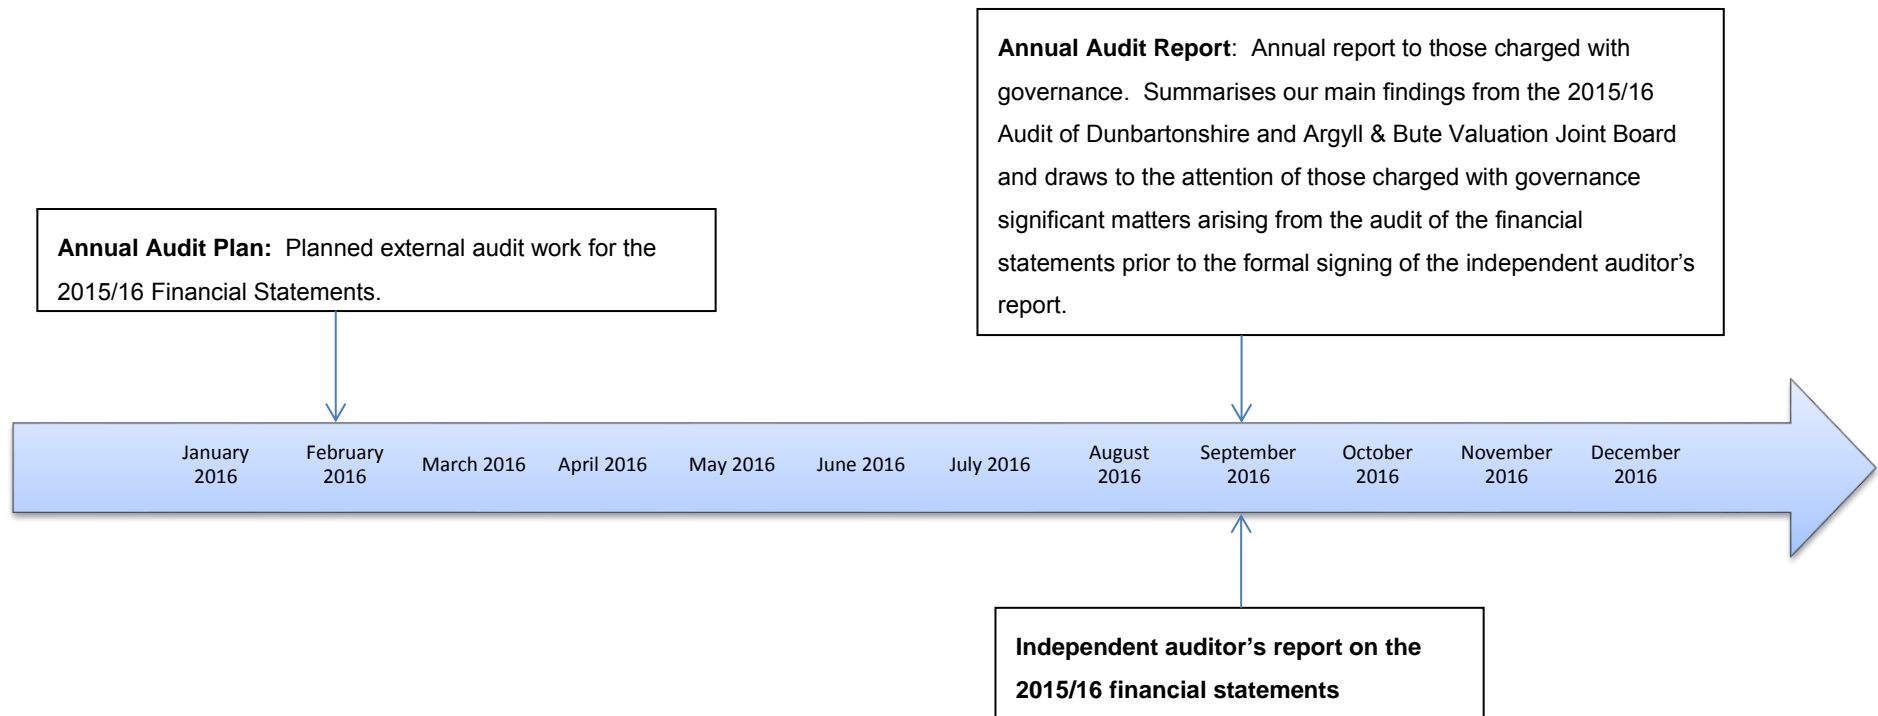 Annual Audit Report: Annual report to those charged with
governance. Summarises our main findings from the 2015/16
Audit of Dunbartonshire and Argyll & Bute Valuation Joint Board
and draws to the attention of those charged with governance
significant matters arising from the audit of the financial
statements prior to the formal signing of the independent auditor’s
report.
Annual Audit Plan: Planned external audit work for the
2015/16 Financial Statements.
January
2016
February
2016
March 2016
April 2016
May 2016
June 2016
July 2016
August
2016
September
2016
October
2016
November
2016
December
2016
Independent auditor’s report on the
2015/16 financial statements